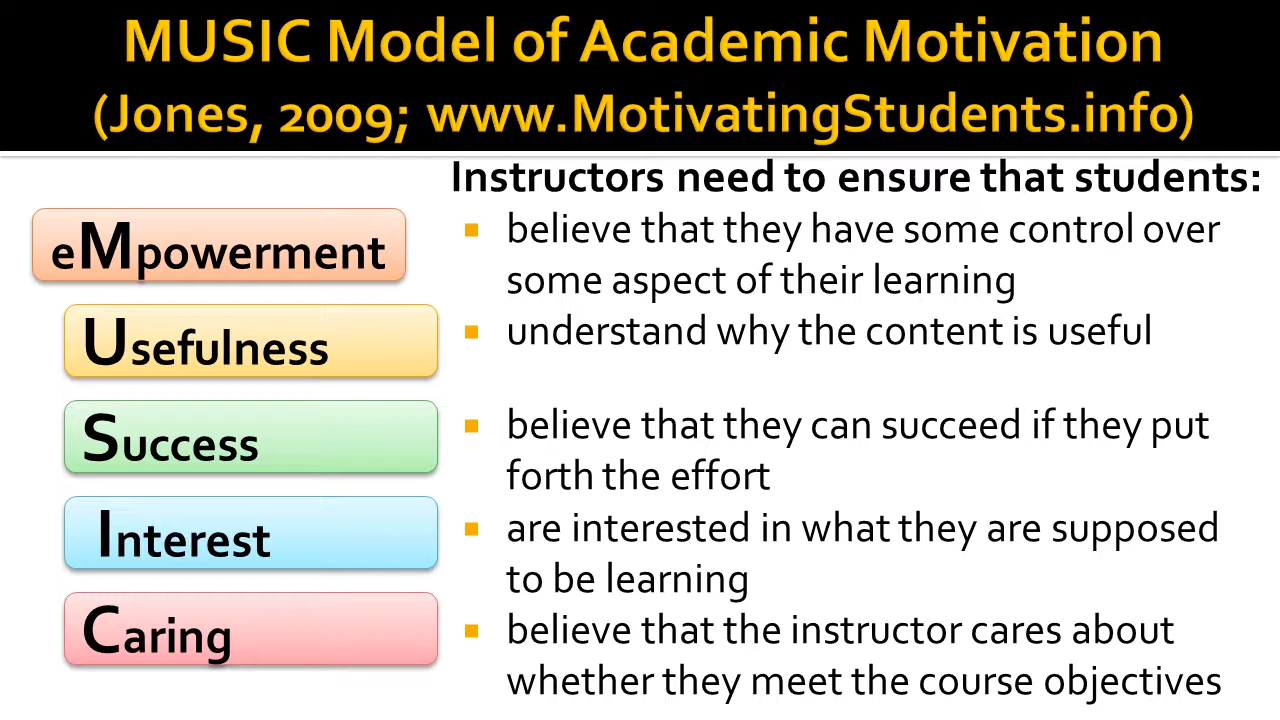 MUSIC Model of Academic Motivation
(Jones, 2009; www.MotivatingStudents.info)
Instructors need to ensure that students:
eMpowerment
believe that they have some control over
some aspect of their learning
Usefulness
understand why the content is useful
Success
believe that they can succeed if they put
forth the effort
Interest
are interested in what they are supposed
to be learning
Caring
believe that the instructor cares about
whether they meet the course objectives